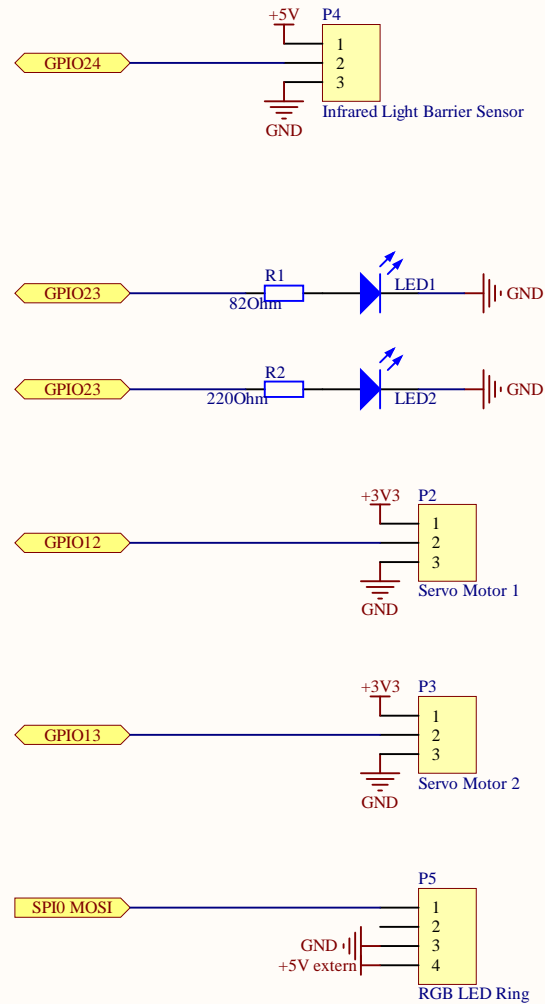 +5V
P4
1
GPIO24
2
3
GND
Infrared Light Barrier Sensor
R1
GPIO23
82Ohm
LED1
GND
R2
GPIO23
220Ohm
LED2
GND
+3V3
P2
1
GPIO12
2
3
GND
Servo Motor 1
+3V3
P3
1
GPIO13
2
3
GND
Servo Motor 2
P5
SPI0 MOSI
1
2
GND
3
+5V extern
4
RGB LED Ring